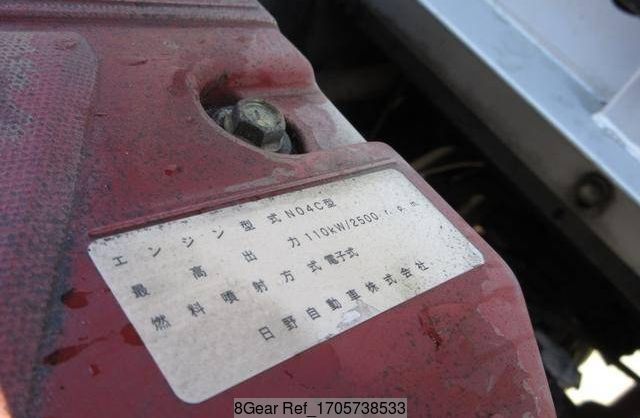 エンジン型式 N04C型
最高出力 110kW/2500 r.p.m
燃料噴射方式 電子式
日野自動車株式会社
8Gear Ref_1705738533